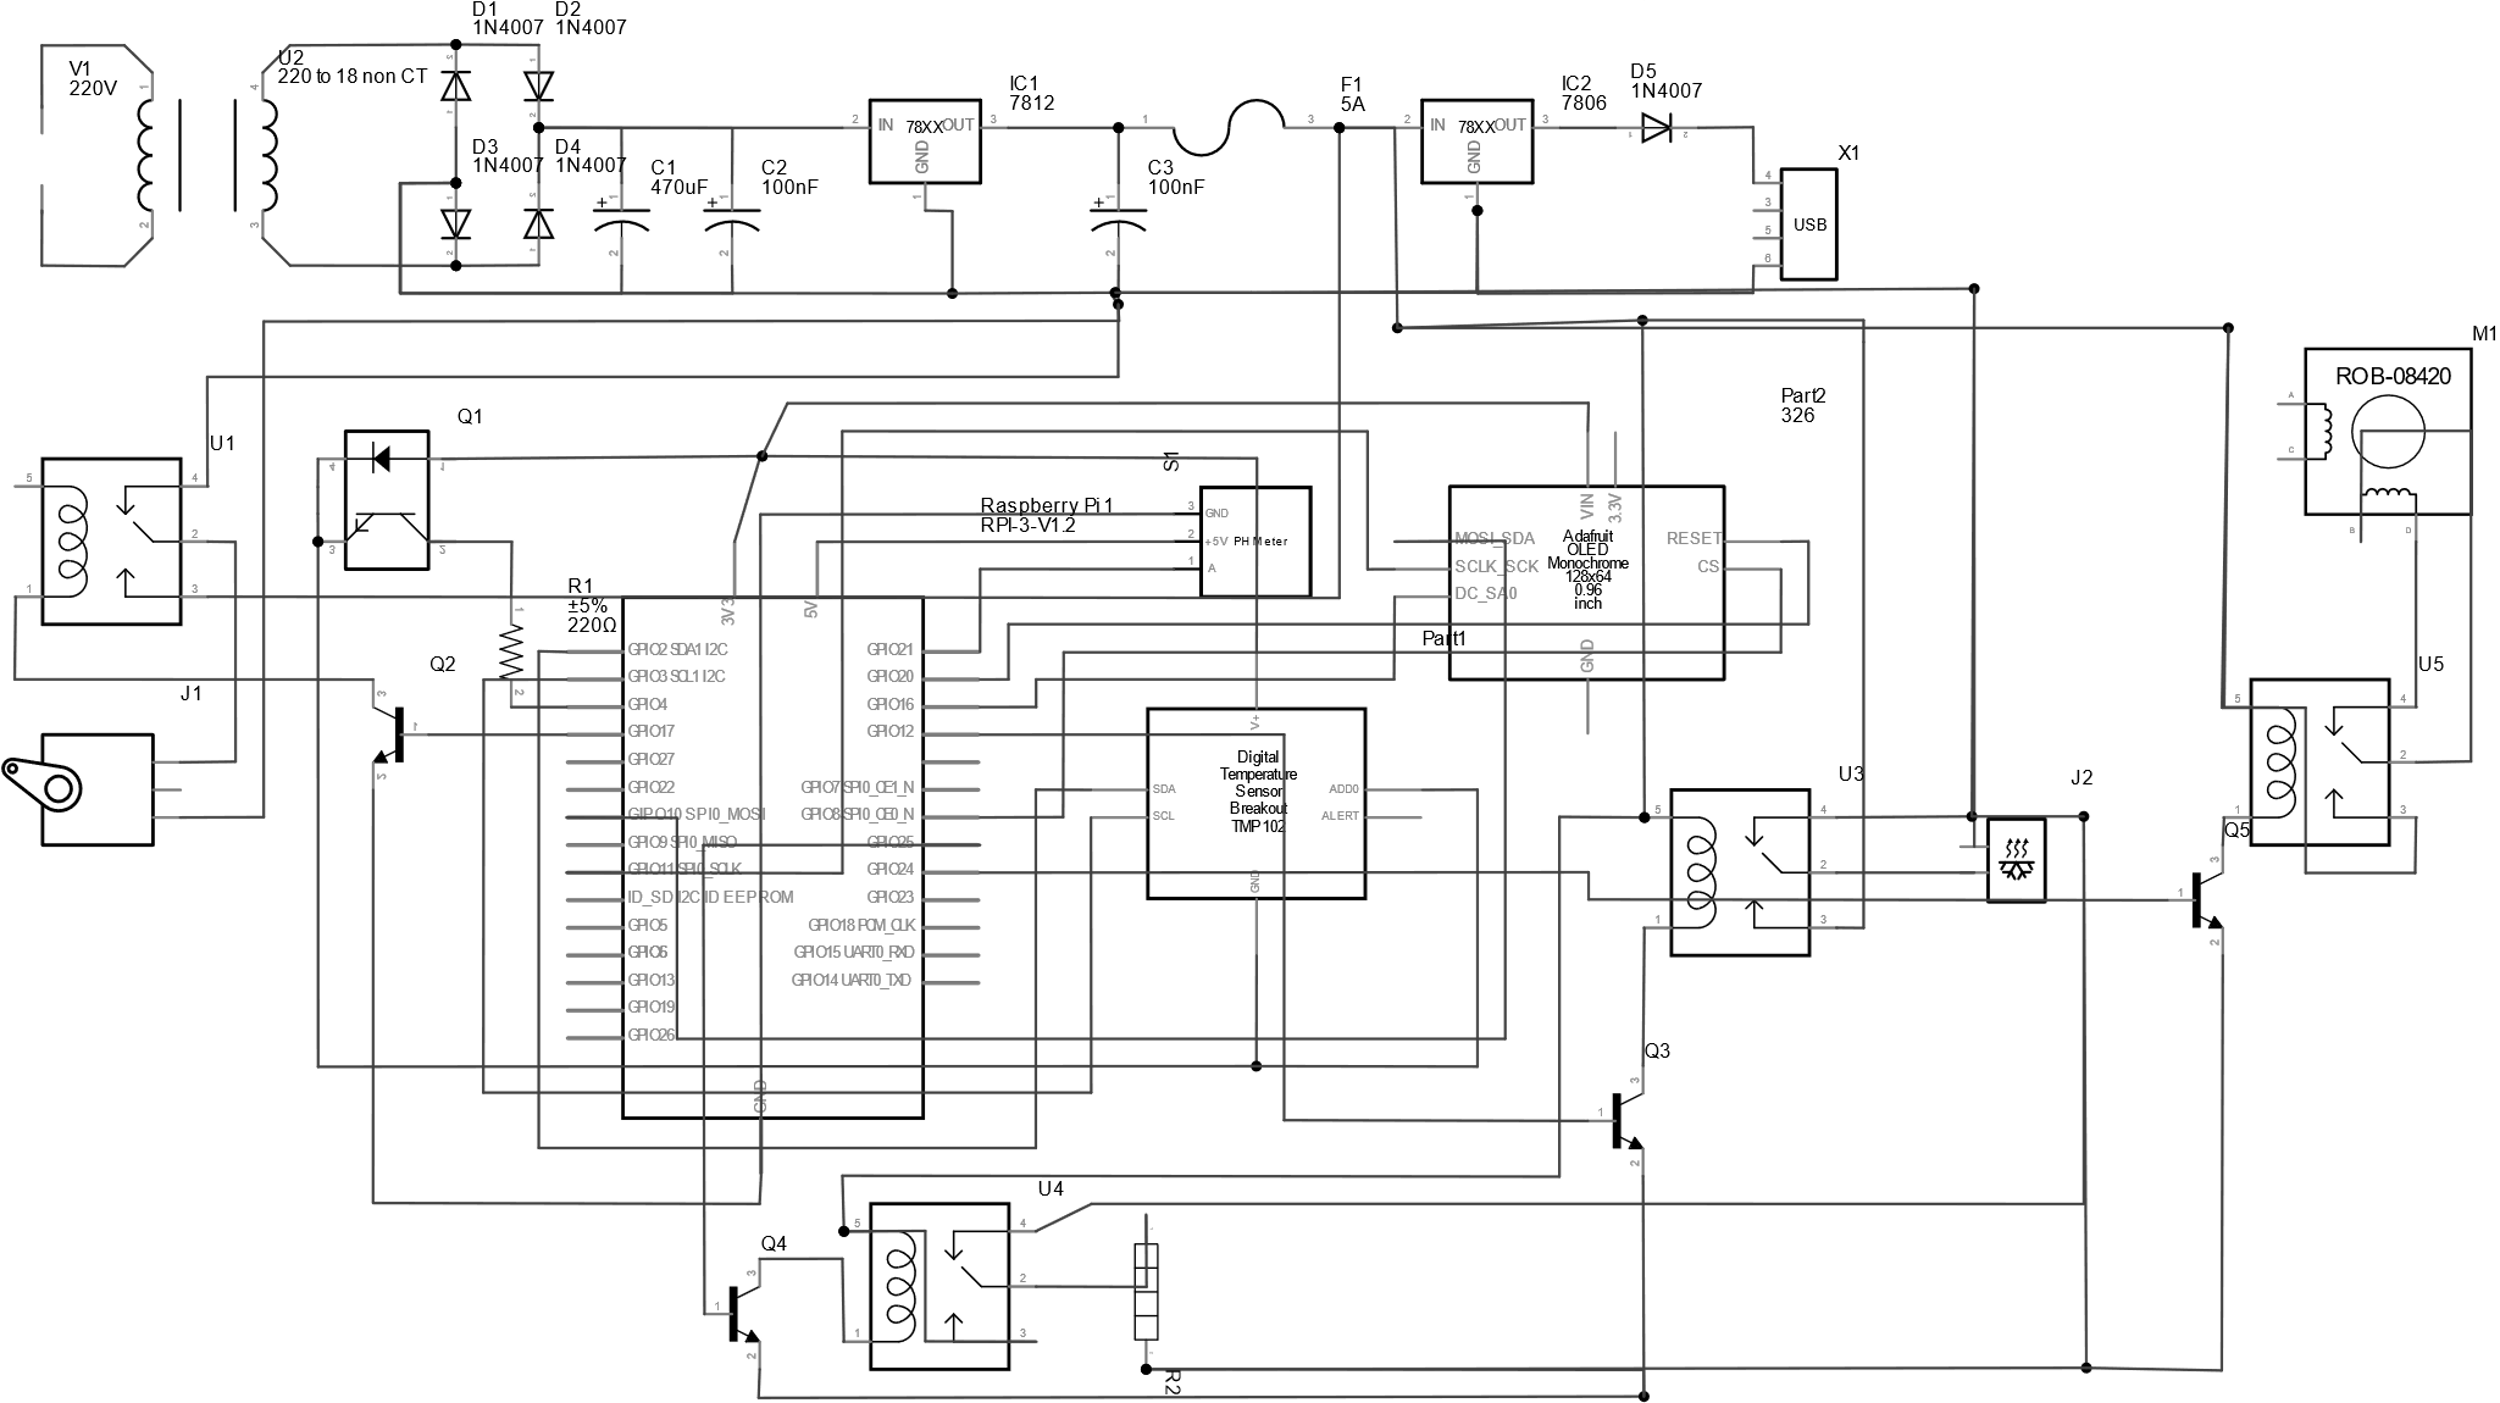 D1
1N4007
D2
1N4007
V1
220V
U2
220 to 18 non CT
D3
1N4007
D4
1N4007
C1
470uF
C2
100nF
IC1
7812
IN
78XX
OUT
GND
C3
100nF
F1
5A
IC2
7806
IN
78XX
OUT
GND
D5
1N4007
X1
USB
M1
ROB-08420
Part2
326
Q1
U1
S1
Raspberry Pi 1
RPI-3-V1.2
GND
+5V
PH Meter
A
VIN
3.3V
MOSI_SDA
SCLK_SCK
DC_SA0
Adafruit
OLED
Monochrome
128x64
0.96
inch
RESET
CS
GND
Part1
R1
±5%
220Ω
3V3
5V
Q2
J1
GPIO2 SDA1 I2C
GPIO3 SCL1 I2C
GPIO4
GPIO17
GPIO27
GPIO22
GIPO10 SPI0_MOSI
GPIO9 SPI0_MISO
GPIO11 SPI0_SCLK
ID_SD I2C ID EEPROM
GPIO5
GPIO6
GPIO13
GPIO19
GPIO26
GPIO21
GPIO20
GPIO16
GPIO12
GPIO7 SPI0_CE1_N
GPIO8 SPI0_CE0_N
GPIO25
GPIO24
GPIO23
GPIO18 PCM_CLK
GPIO15 UART0_RXD
GPIO14 UART0_TXD
GND
V+
Digital
Temperature
Sensor
Breakout
TMP102
SDA
SCL
ADD0
ALERT
GND
U3
J2
U5
Q5
Q3
U4
Q4
R2